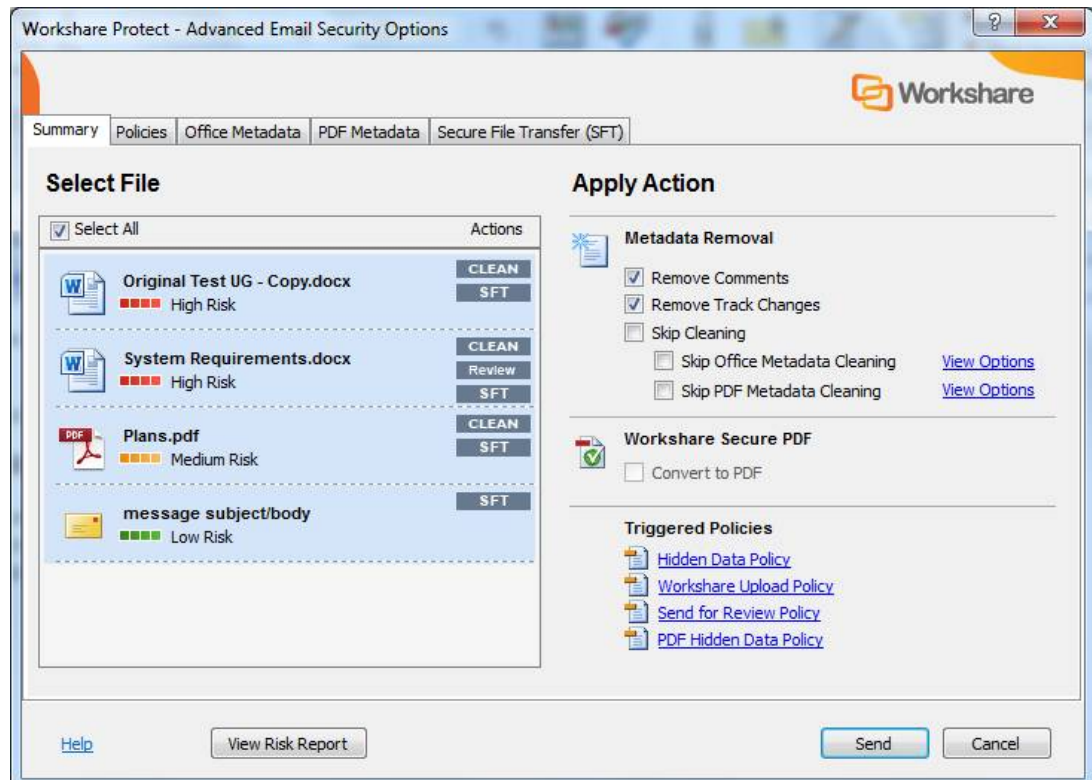 Workshare Protect - Advanced Email Security Options
Workshare
Summary Policies Office Metadata PDF Metadata Secure File Transfer (SFT)
Select File
Select All Actions
Original Test UG - Copy.docx
High Risk
CLEAN
SFT
System Requirements.docx
High Risk
CLEAN
Review
SFT
PDF
Plans.pdf
Medium Risk
CLEAN
SFT
message subject/body
Low Risk
SFT
Apply Action
Metadata Removal
Remove Comments
Remove Track Changes
Skip Cleaning
Skip Office Metadata Cleaning View Options
Skip PDF Metadata Cleaning View Options
Workshare Secure PDF
Convert to PDF
Triggered Policies
Hidden Data Policy
Workshare Upload Policy
Send for Review Policy
PDF Hidden Data Policy
Help View Risk Report Send Cancel